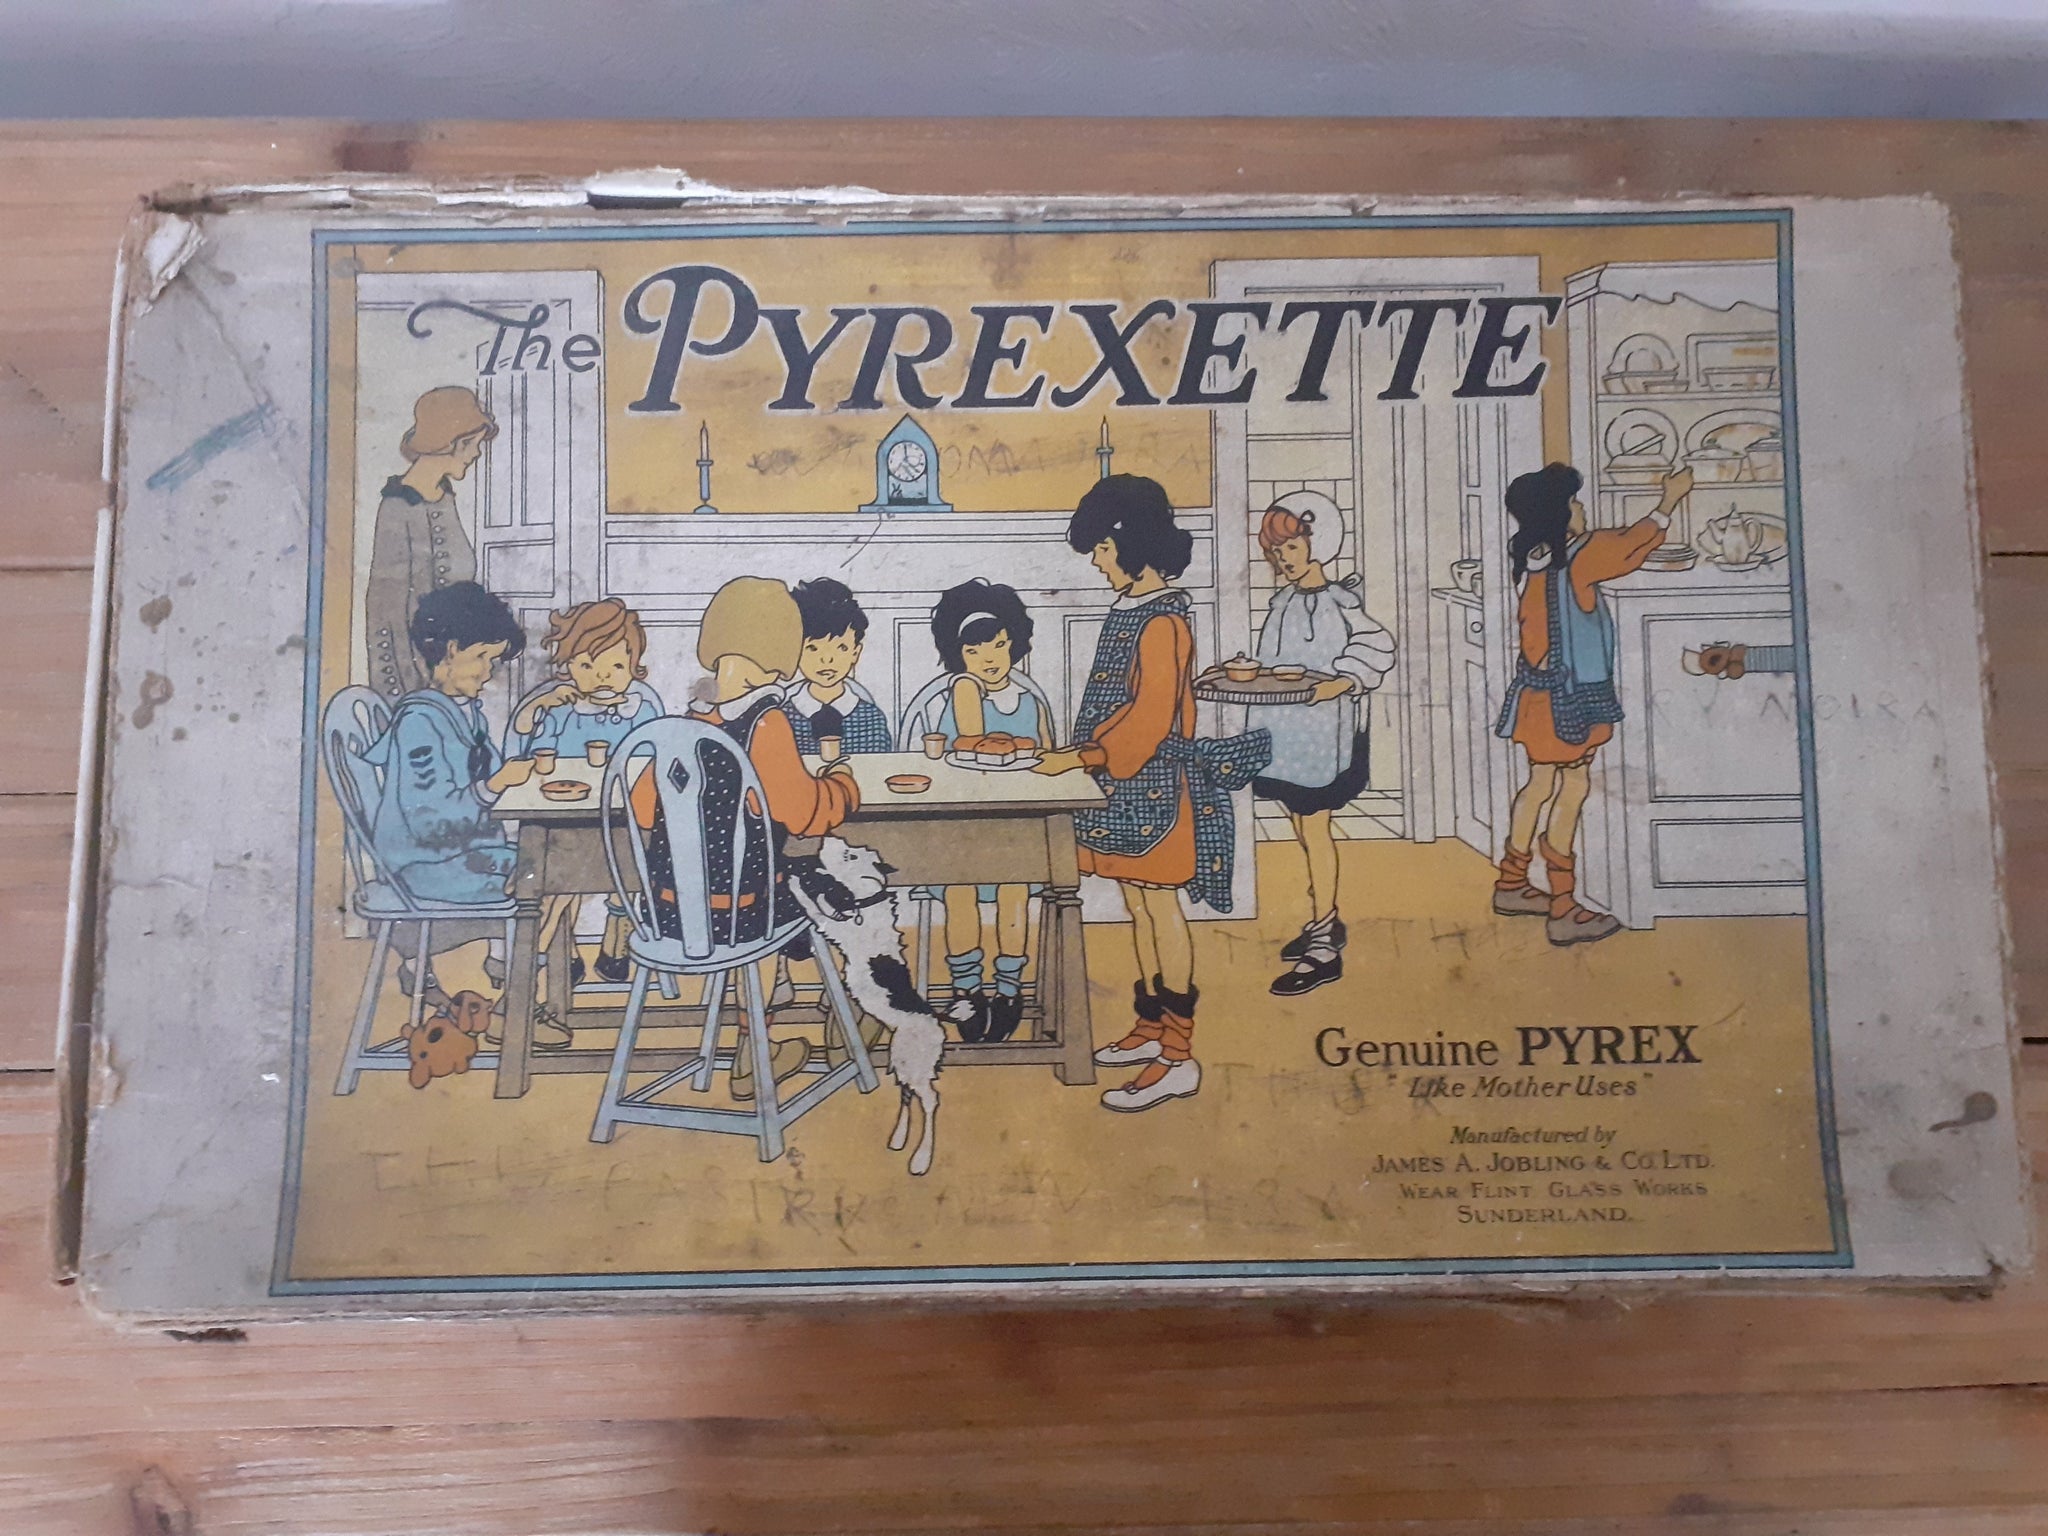 The PYREXETTE
Genuine PYREX
"Like Mother Uses"
Manufactured by
JAMES A. JOBLING & CO. LTD.
WEAR FLINT GLASS WORKS
SUNDERLAND.